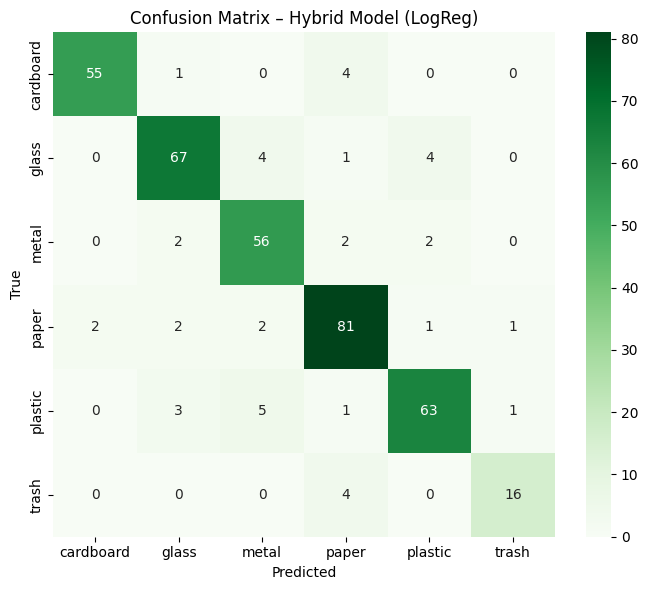 Confusion Matrix – Hybrid Model (LogReg)
True
cardboard 55 1 0 4 0 0
glass 0 67 4 1 4 0
metal 0 2 56 2 2 0
paper 2 2 2 81 1 1
plastic 0 3 5 1 63 1
trash 0 0 0 4 0 16
cardboard glass metal paper plastic trash
Predicted
80
70
60
50
40
30
20
10
0